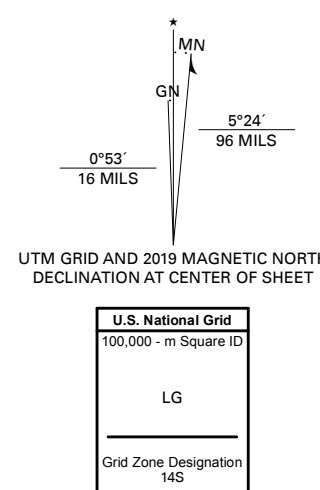 ★
MN
GN
5°24´
96 MILS
0°53´
16 MILS
UTM GRID AND 2019 MAGNETIC NORTH
DECLINATION AT CENTER OF SHEET
U.S. National Grid
100,000 - m Square ID
LG
Grid Zone Designation
14S